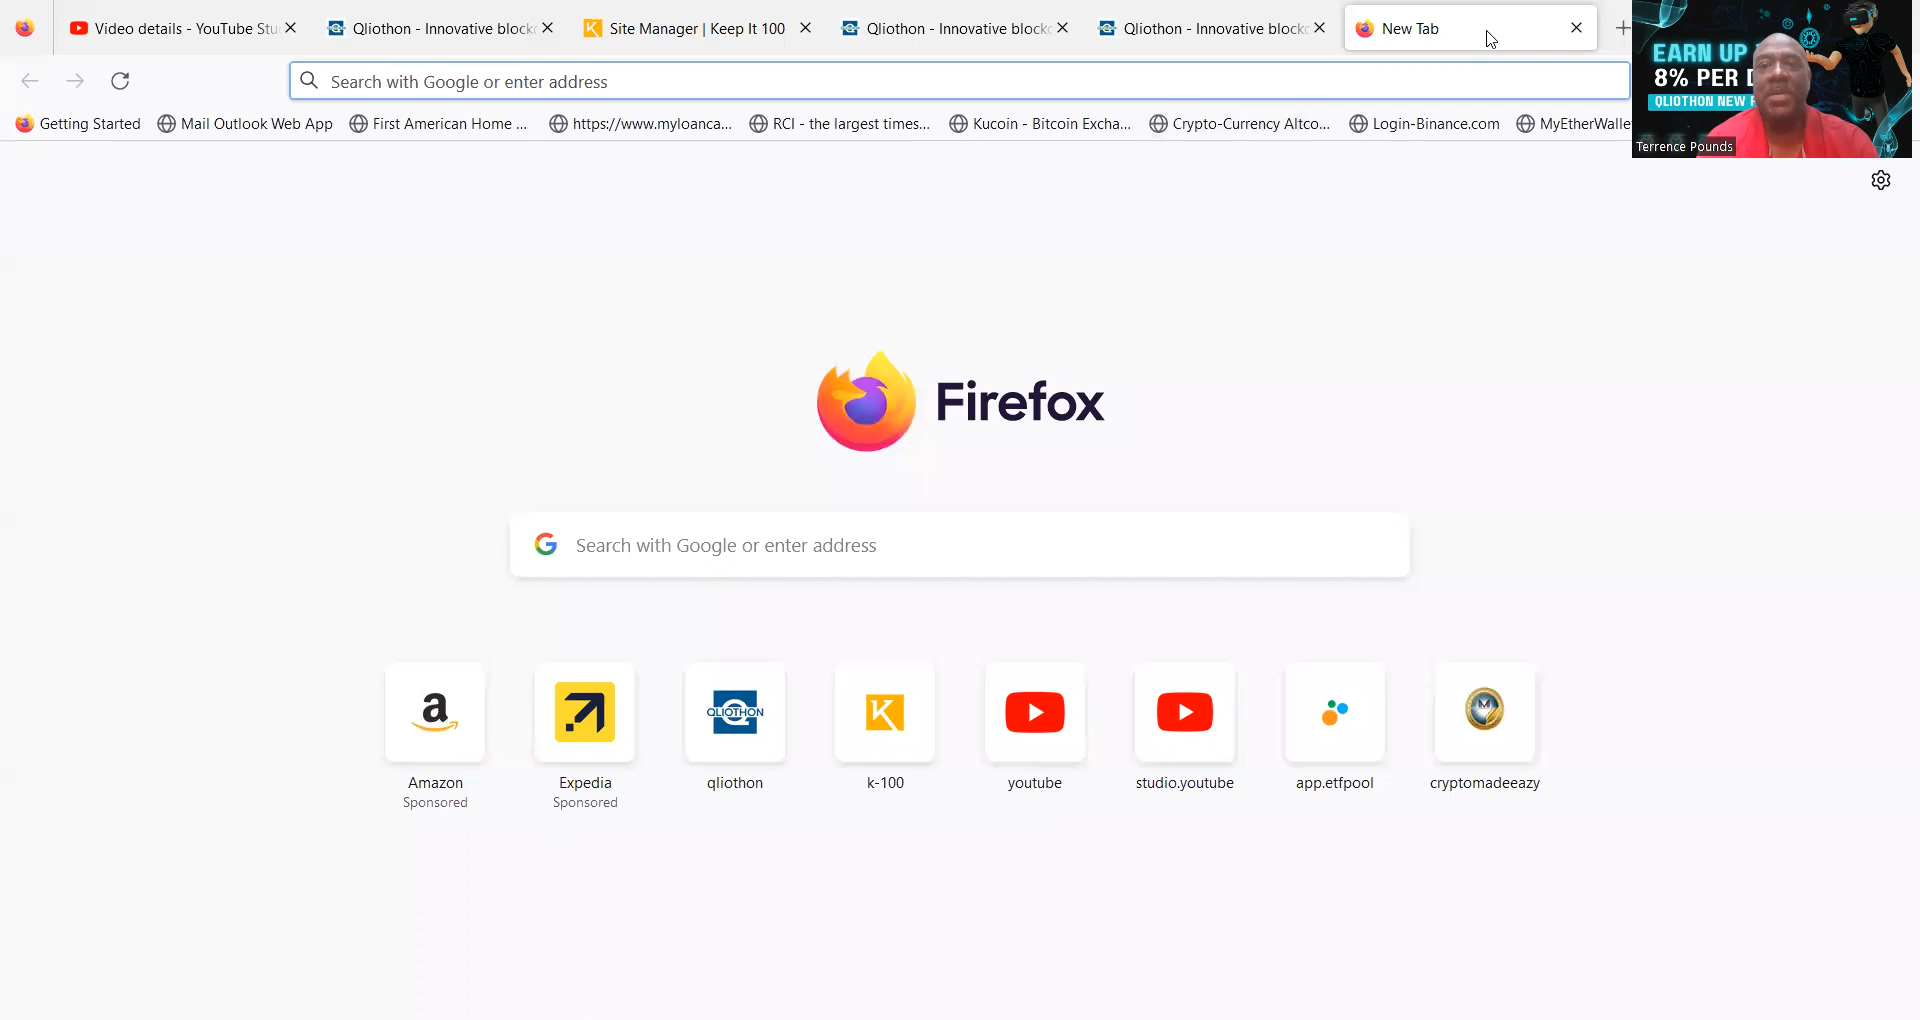 Video details - YouTube Stu
Qliothon - Innovative blockc
Site Manager | Keep It 100
Qliothon - Innovative blockc
Qliothon - Innovative blockc
New Tab
Search with Google or enter address
Getting Started
Mail Outlook Web App
First American Home ...
https://www.myloanca...
RCI - the largest times...
Kucoin - Bitcoin Excha...
Crypto-Currency Altco...
Login-Binance.com
MyEtherWalle
EARN UP
8% PER D
QLIOTHON NEW
Terrence Pounds
Firefox
Search with Google or enter address
a
QLIOTHON
K
M
Amazon
Sponsored
Expedia
Sponsored
qliothon
k-100
youtube
studio.youtube
app.etfpool
cryptomadeeazy